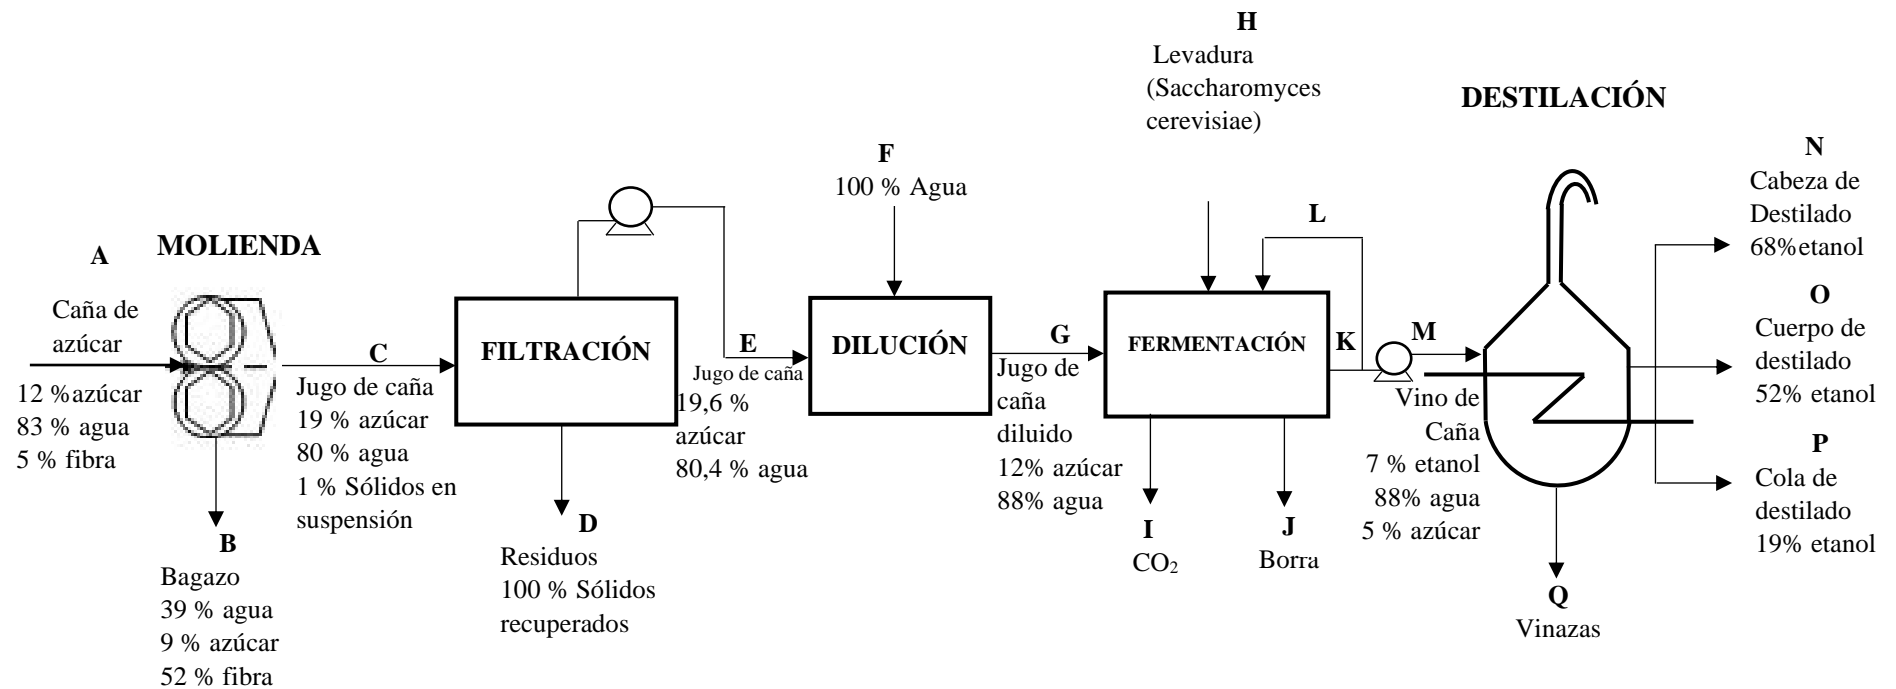 H
Levadura
(Saccharomyces
cerevisiae)
DESTILACIÓN
F
100 % Agua
N
Cabeza de
Destilado
68%etanol
L
MOLIENDA
A
Caña de
azúcar
12 %azúcar
83 % agua
5 % fibra
C
Jugo de caña
19 % azúcar
80 % agua
1 % Sólidos en
suspensión
B
Bagazo
39 % agua
9 % azúcar
52 % fibra
FILTRACIÓN
D
Residuos
100 % Sólidos
recuperados
E
Jugo de caña
19,6 %
azúcar
80,4 % agua
DILUCIÓN
G
Jugo de
caña
diluido
12% azúcar
88% agua
FERMENTACIÓN
I
CO₂
J
Borra
K
M
Vino de
Caña
7 % etanol
88% agua
5 % azúcar
O
Cuerpo de
destilado
52% etanol
P
Cola de
destilado
19% etanol
Q
Vinazas